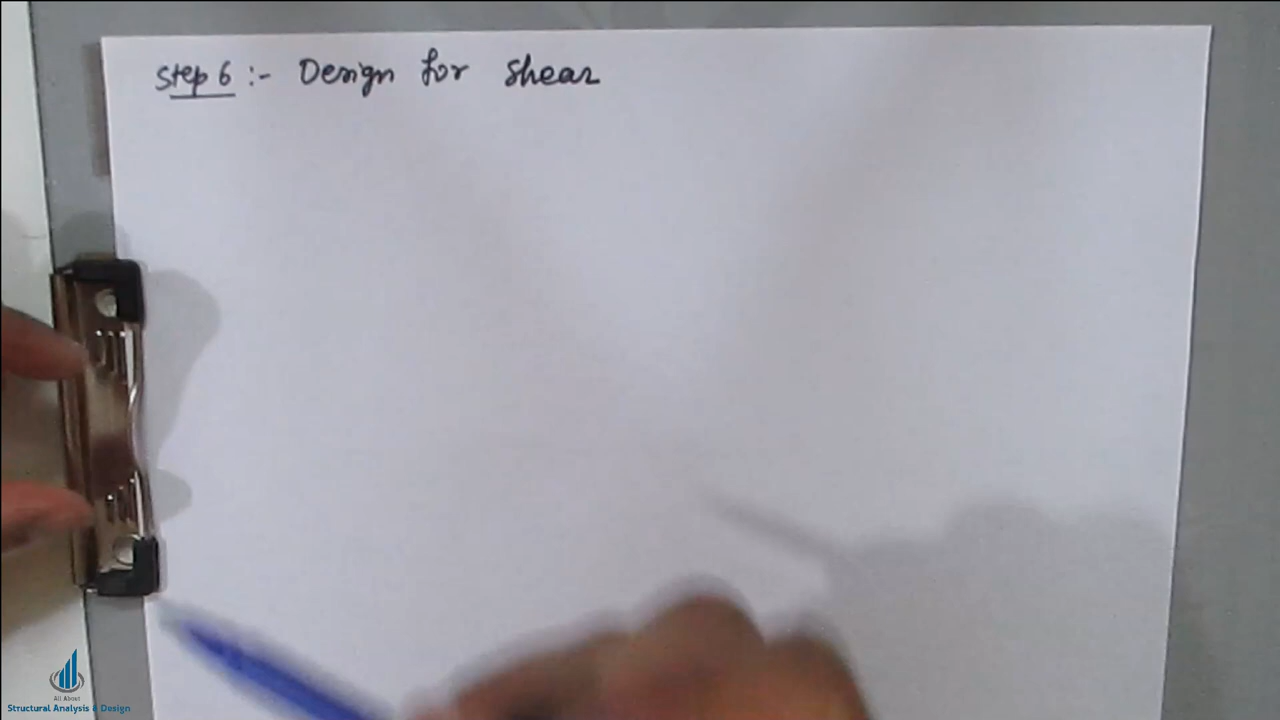 Step 6 :- Design for Shear
All About
Structural Analysis & Design